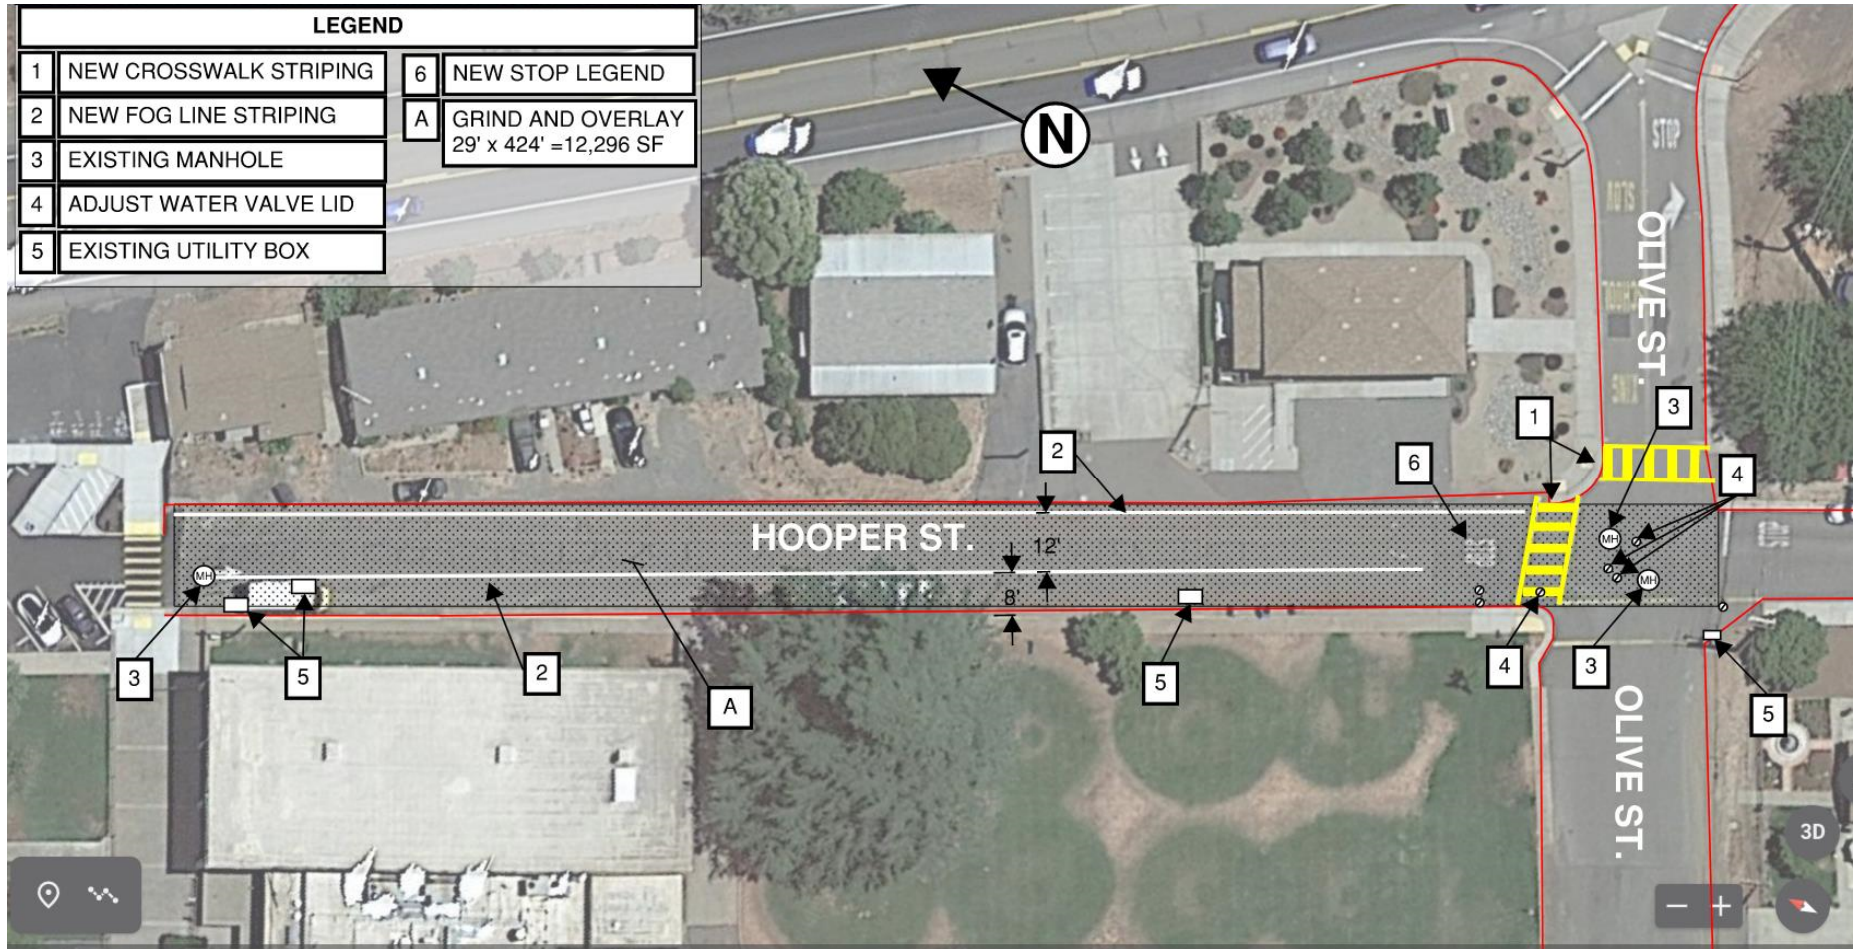 LEGEND
1 NEW CROSSWALK STRIPING
2 NEW FOG LINE STRIPING
3 EXISTING MANHOLE
4 ADJUST WATER VALVE LID
5 EXISTING UTILITY BOX
6 NEW STOP LEGEND
A GRIND AND OVERLAY
29' x 424' =12,296 SF
N
STOP
OLIVE ST.
1
3
2
6
4
HOOPER ST.
12'
8'
MH
MH
MH
STOP
STOP
3
5
2
A
5
4
3
5
OLIVE ST.
3D